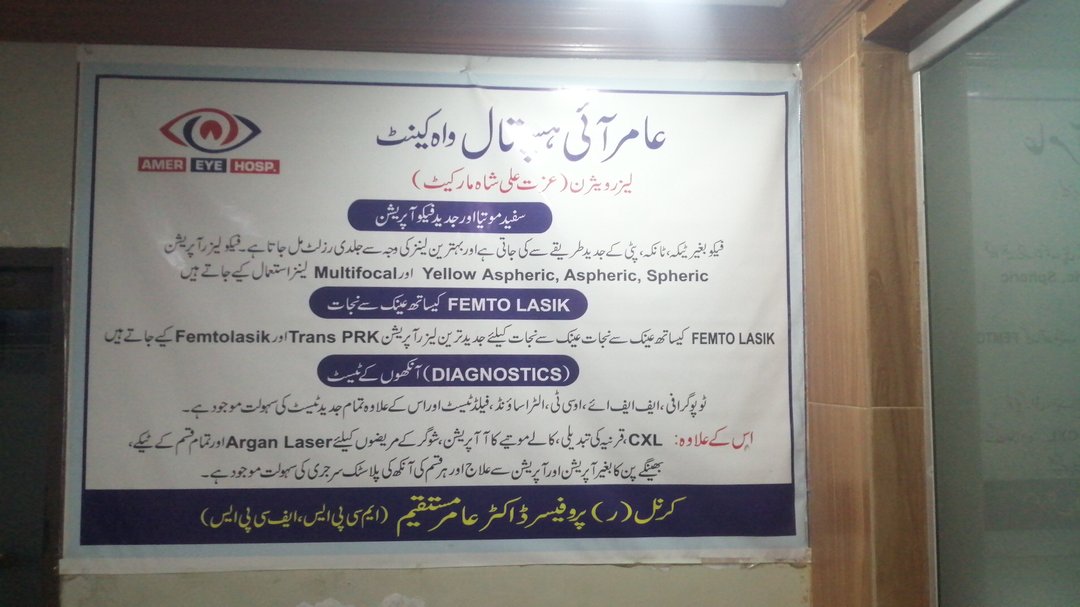 عامر آئی ہسپتال واہ کینٹ
AMER EYE HOSP.
لیزر ویژن (عزت علی شاہ مارکیٹ)
سفید موتیا اور جدید فیکو آپریشن
فیکو بغیر ٹیکہ، ٹانکہ، پٹی کے جدید طریقے سے کی جاتی ہے اور بہترین لینز کی وجہ سے جلدی رزلٹ مل جاتا ہے۔ فیکو لیزر آپریشن
Yellow Aspheric, Aspheric, Spheric اور Multifocal لینز استعمال کیے جاتے ہیں
FEMTO LASIK کیساتھ عینک سے نجات
FEMTO LASIK کیساتھ عینک سے نجات عینک سے نجات کیلئے جدید ترین لیزر آپریشن Trans PRK اور Femtolasik کیے جاتے ہیں
آنکھوں کے ٹیسٹ (DIAGNOSTICS)
ٹوپوگرافی، ایف ایف اے، او سی ٹی، الٹراساؤنڈ، فیلڈ ٹیسٹ اور اس کے علاوہ تمام جدید ٹیسٹ کی سہولت موجود ہے۔
اس کے علاوہ: CXL، قرنیہ کی تبدیلی، کالے موتیے کا آپریشن، شوگر کے مریضوں کیلئے Argan Laser اور تمام قسم کے ٹیکے،
بھینگے پن کا بغیر آپریشن اور آپریشن سے علاج اور ہر قسم کی آنکھ کی پلاسٹک سرجری کی سہولت موجود ہے۔
کرنل (ر) پروفیسر ڈاکٹر عامر مستقیم (ایم سی پی ایس، ایف سی پی ایس)